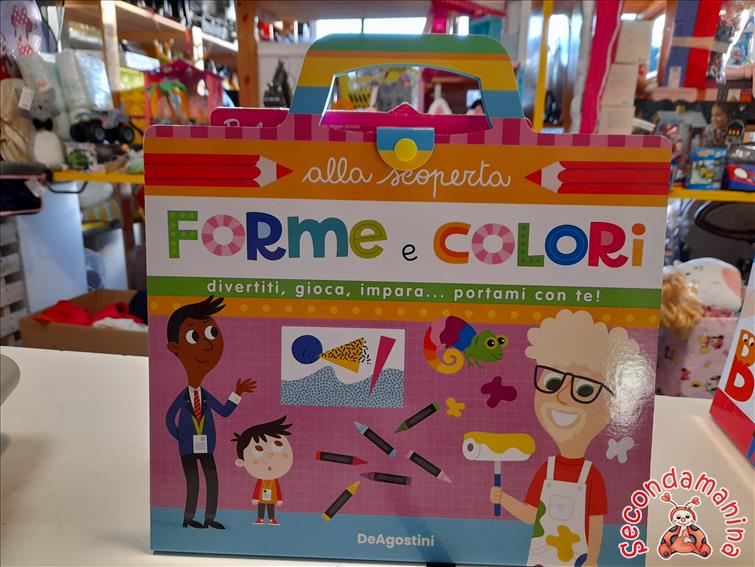 alla scoperta
FORME e COLORI
divertiti, gioca, impara... portami con te!
DeAgostini
Secondamanina